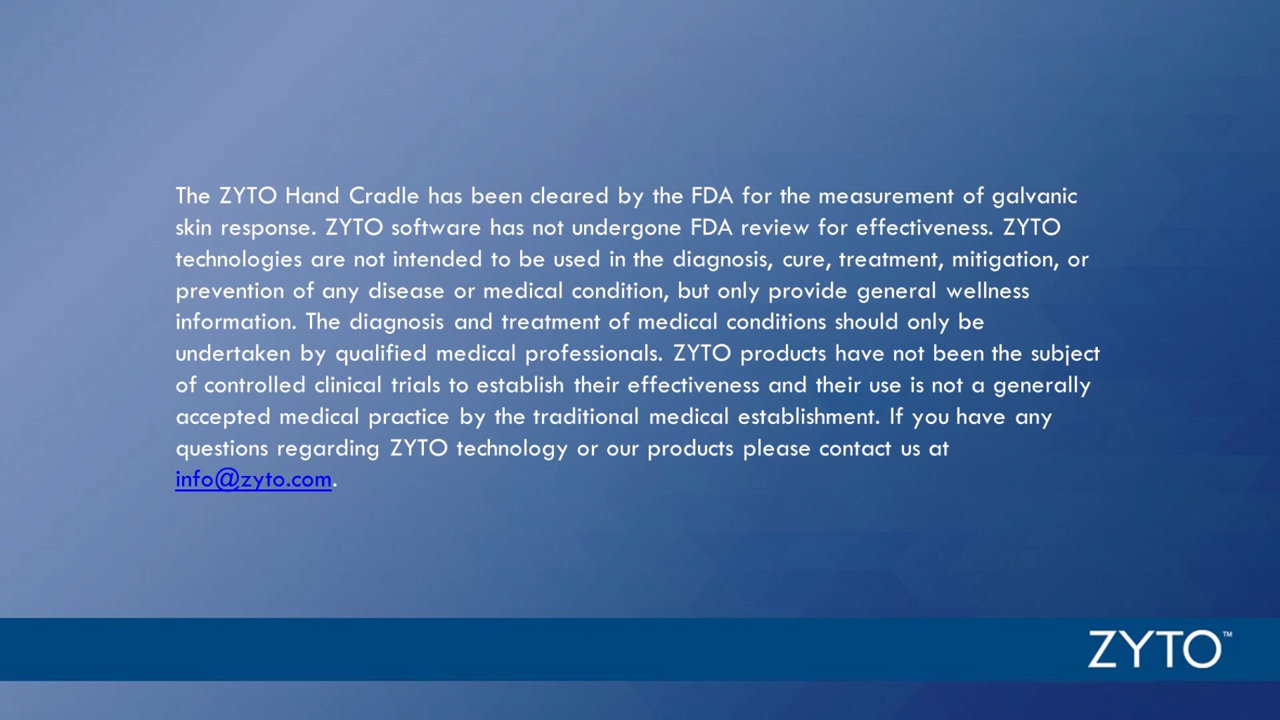 The ZYTO Hand Cradle has been cleared by the FDA for the measurement of galvanic
skin response. ZYTO software has not undergone FDA review for effectiveness. ZYTO
technologies are not intended to be used in the diagnosis, cure, treatment, mitigation, or
prevention of any disease or medical condition, but only provide general wellness
information. The diagnosis and treatment of medical conditions should only be
undertaken by qualified medical professionals. ZYTO products have not been the subject
of controlled clinical trials to establish their effectiveness and their use is not a generally
accepted medical practice by the traditional medical establishment. If you have any
questions regarding ZYTO technology or our products please contact us at
info@zyto.com.
ZYTO™